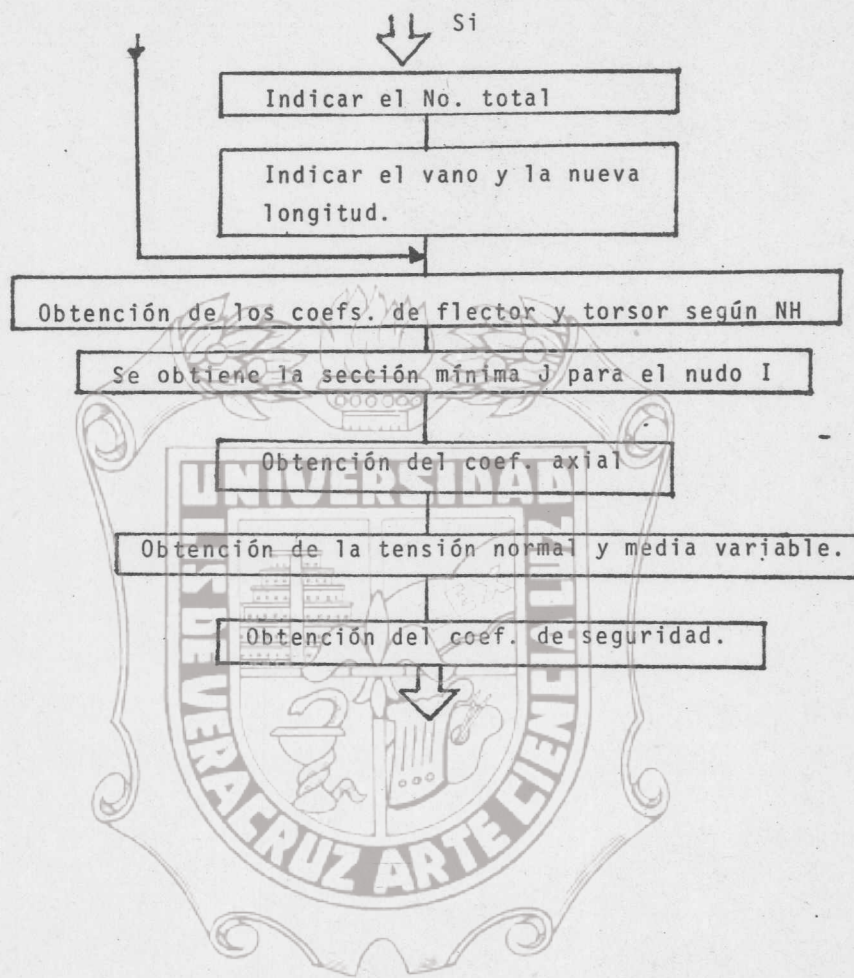 Si
Indicar el No. total
Indicar el vano y la nueva
longitud.
Obtención de los coefs. de flector y torsor según NH
Se obtiene la sección mínima J para el nudo I
Obtención del coef. axial
Obtención de la tensión normal y media variable.
Obtención del coef. de seguridad.
UNIVERSIDAD
DE VERACRUZ ARTE CIENCIA LUZ
EX